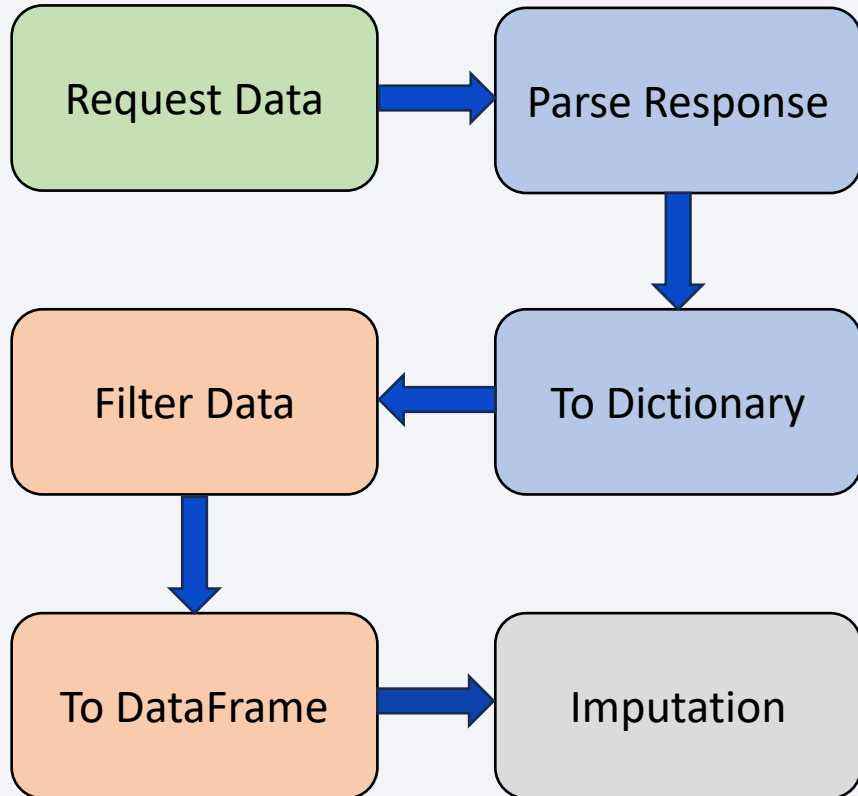 Request Data
Parse Response
Filter Data
To Dictionary
To DataFrame
Imputation